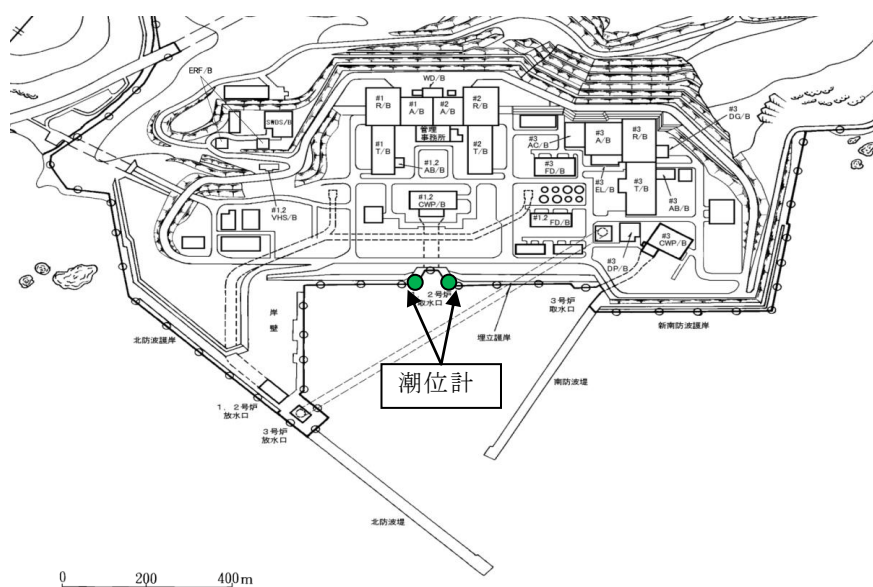 ERF/B
SWDS/B
WD/B
#1
R/B
#1
A/B
#2
A/B
#2
R/B
管理
事務所
#1
T/B
#1,2
AB/B
#2
T/B
#3
AC/B
#3
A/B
#3
R/B
#3
DG/B
#3
FD/B
#3
EL/B
#3
T/B
#3
AB/B
#1,2
VHS/B
#1,2
CWP/B
#1,2
FD/B
#3
DP/B
#3
CWP/B
2号炉
取水口
3号炉
取水口
岸
壁
埋立護岸
新南防波護岸
北防波護岸
潮位計
南防波堤
1，2号炉
放水口
3号炉
放水口
北防波堤
0 200 400m